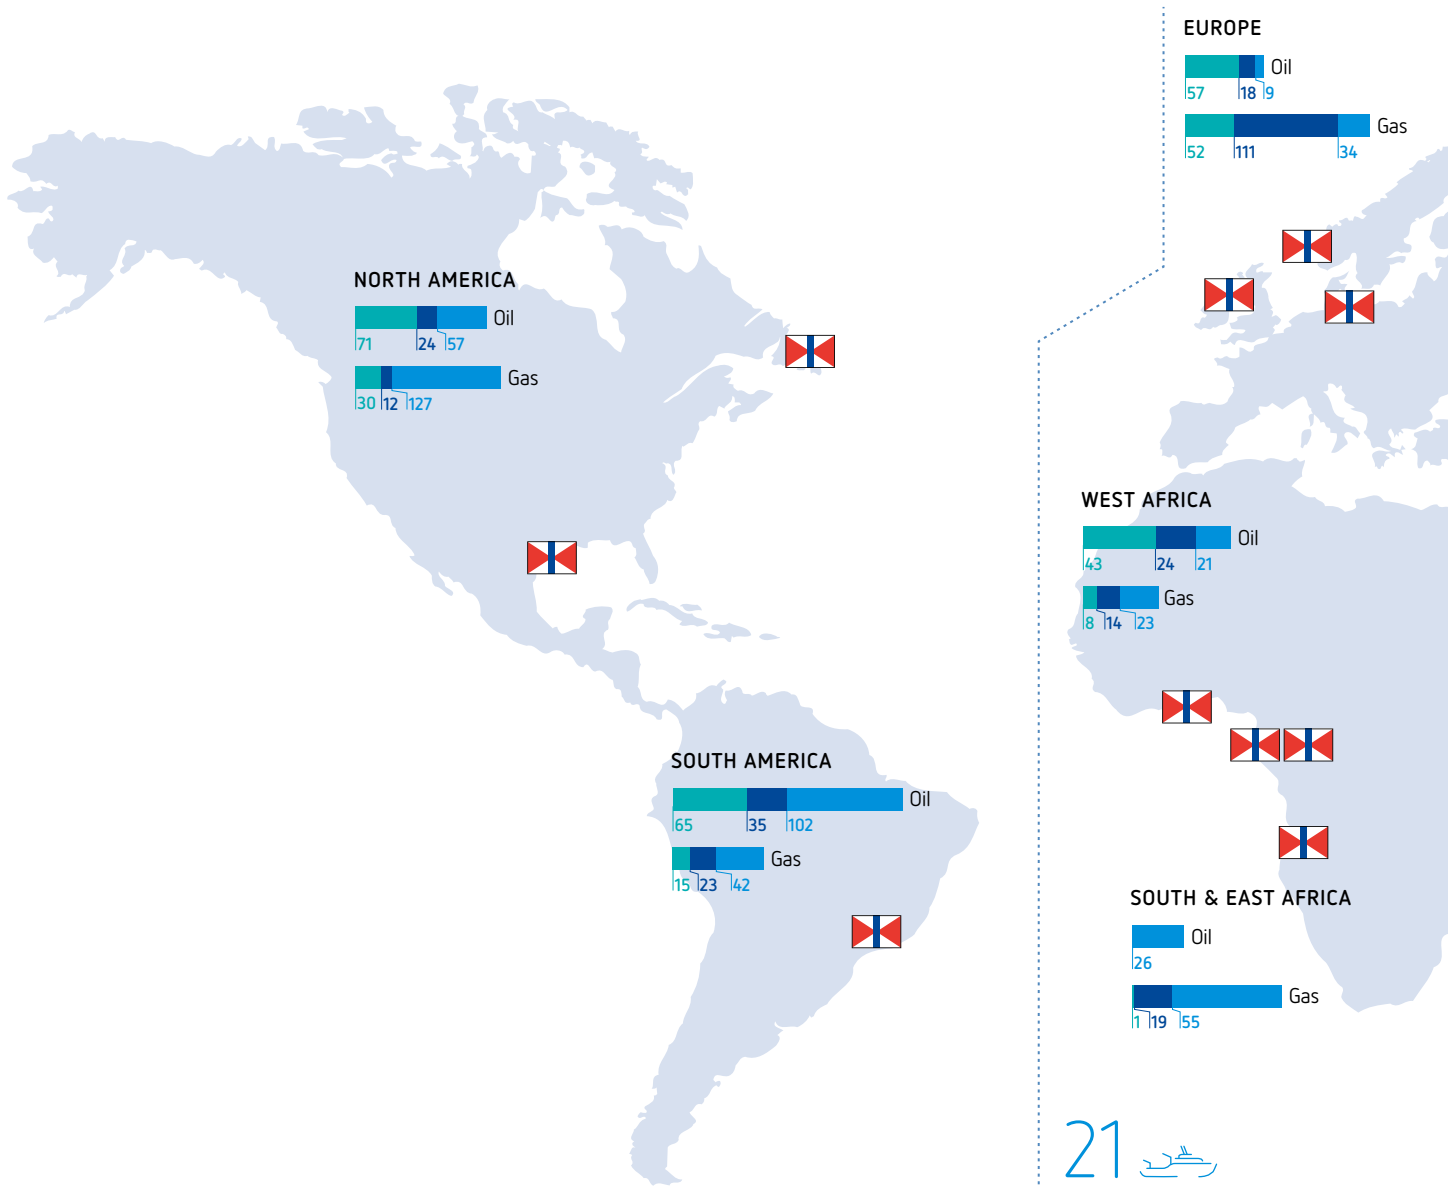 EUROPE
Oil
57 18 9
Gas
52 111 34
NORTH AMERICA
Oil
71 24 57
Gas
30 12 127
WEST AFRICA
Oil
43 24 21
Gas
8 14 23
SOUTH AMERICA
Oil
65 35 102
Gas
15 23 42
SOUTH & EAST AFRICA
Oil
26
Gas
1 19 55
21